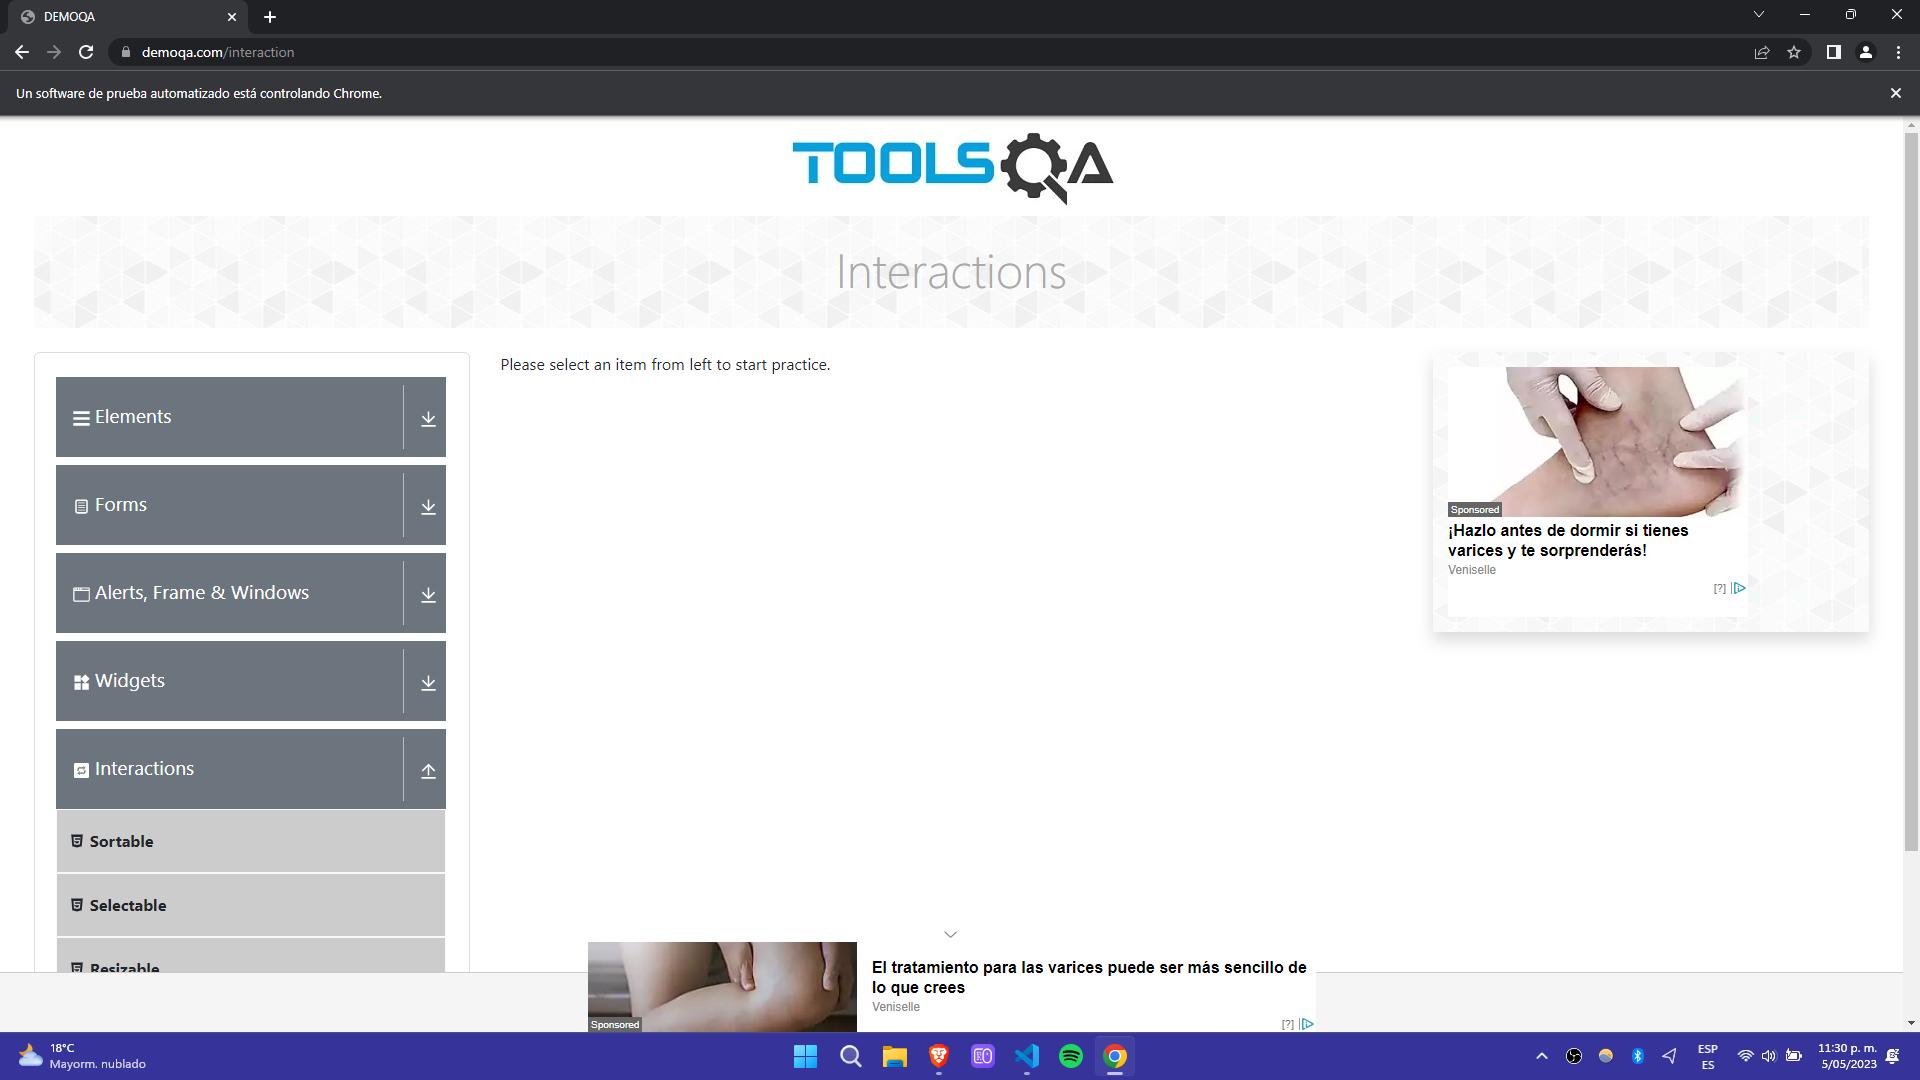 DEMOQA
demoqa.com/interaction
Un software de prueba automatizado está controlando Chrome.
TOOLSQA
Interactions
Elements
Forms
Alerts, Frame & Windows
Widgets
Interactions
Sortable
Selectable
Resizable
Please select an item from left to start practice.
Sponsored
¡Hazlo antes de dormir si tienes
varices y te sorprenderás!
Veniselle
[?]
Sponsored
El tratamiento para las varices puede ser más sencillo de
lo que crees
Veniselle
[?]
18°C
Mayorm. nublado
ESP
ES
11:30 p. m.
5/05/2023